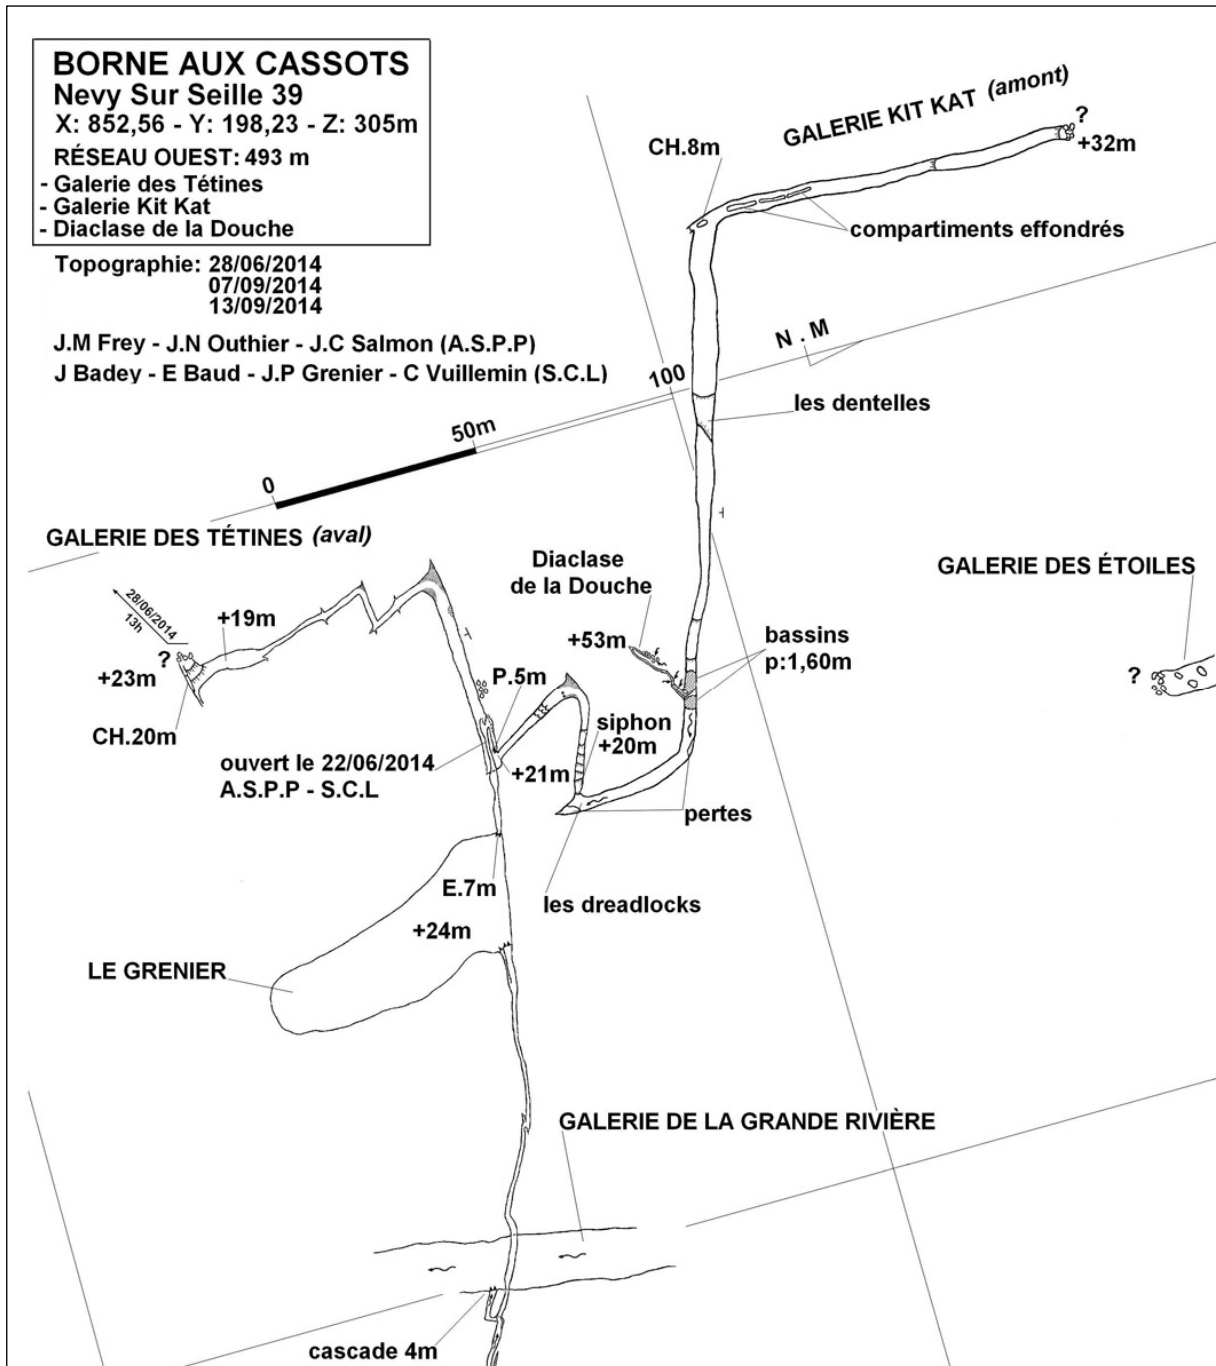 BORNE AUX CASSOTS
Nevy Sur Seille 39
X: 852,56 - Y: 198,23 - Z: 305m
RÉSEAU OUEST: 493 m
- Galerie des Tétines
- Galerie Kit Kat
- Diaclase de la Douche
Topographie: 28/06/2014
07/09/2014
13/09/2014
J.M Frey - J.N Outhier - J.C Salmon (A.S.P.P)
J Badey - E Baud - J.P Grenier - C Vuillemin (S.C.L)
GALERIE KIT KAT (amont)
?
+32m
CH.8m
compartiments effondrés
N . M
100
50m
0
les dentelles
GALERIE DES TÉTINES (aval)
28/06/2014
13h
+19m
?
+23m
CH.20m
Diaclase
de la Douche
+53m
GALERIE DES ÉTOILES
?
bassins
p:1,60m
P.5m
siphon
+20m
ouvert le 22/06/2014
A.S.P.P - S.C.L
+21m
pertes
E.7m
les dreadlocks
+24m
LE GRENIER
GALERIE DE LA GRANDE RIVIÈRE
cascade 4m